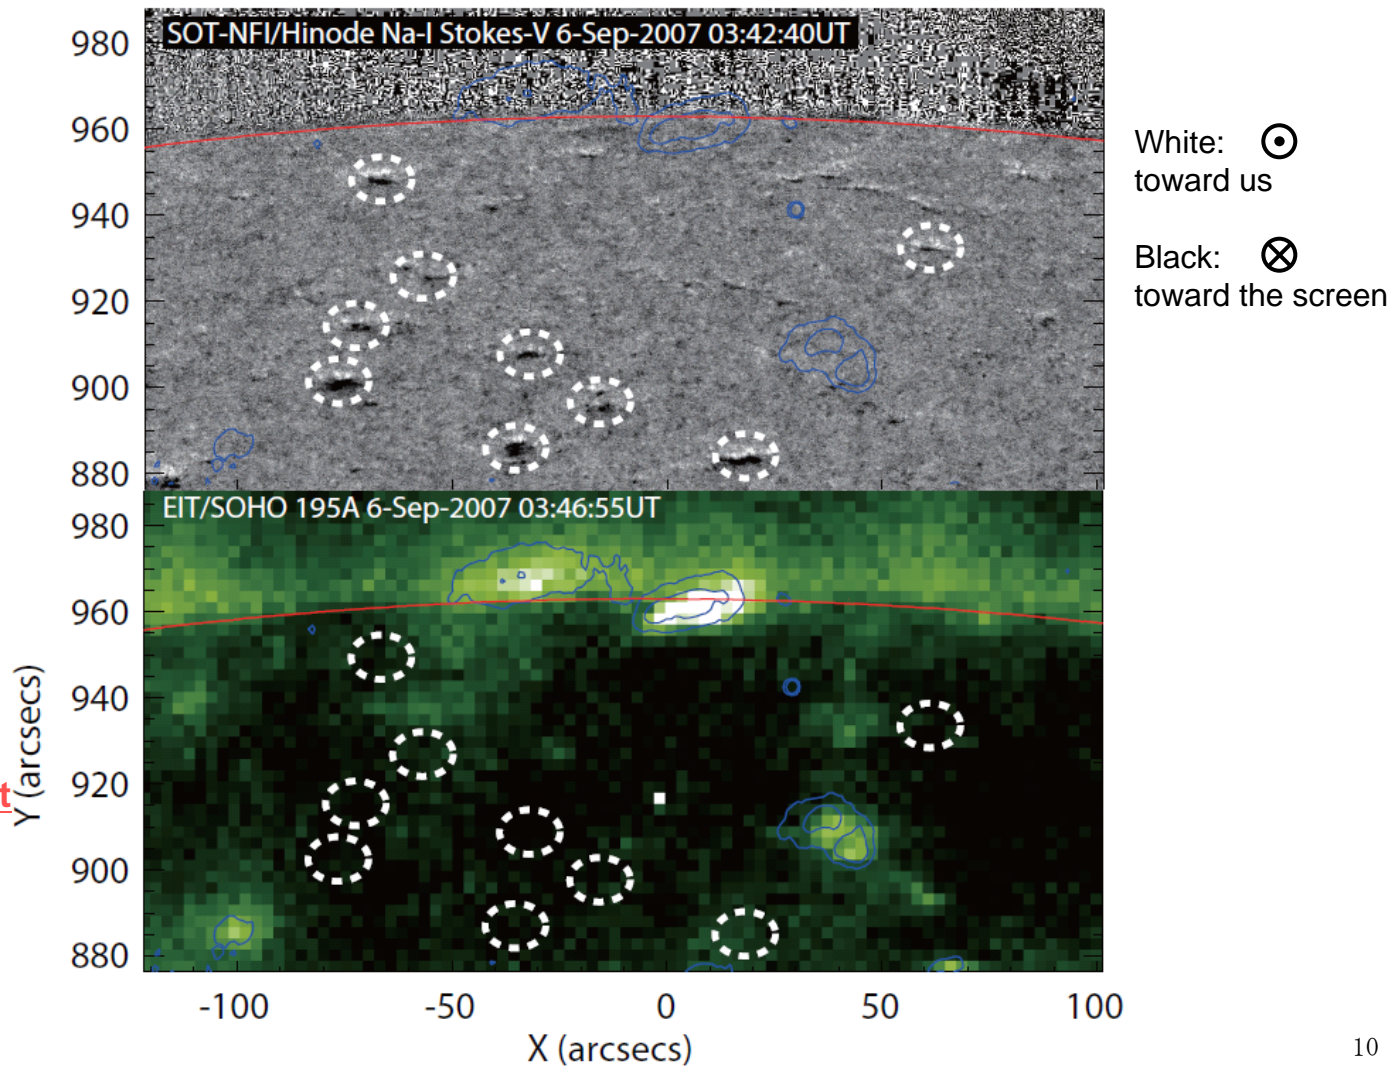 SOT-NFI/Hinode Na-I Stokes-V 6-Sep-2007 03:42:40UT
980
960
940
920
900
880
White:
toward us
Black:
toward the screen
EIT/SOHO 195A 6-Sep-2007 03:46:55UT
980
960
940
920
900
880
Y (arcsecs)
t
-100 -50 0 50 100
X (arcsecs)
10